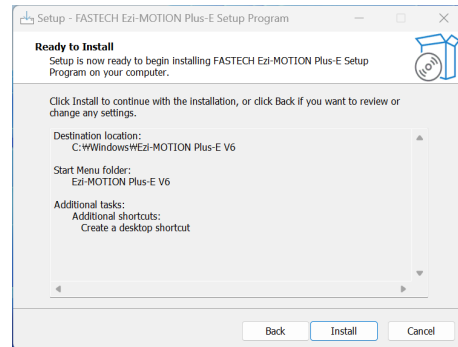 Setup - FASTECH Ezi-MOTION Plus-E Setup Program
Ready to Install
Setup is now ready to begin installing FASTECH Ezi-MOTION Plus-E Setup
Program on your computer.
Click Install to continue with the installation, or click Back if you want to review or
change any settings.
Destination location:
C:₩Windows₩Ezi-MOTION Plus-E V6
Start Menu folder:
Ezi-MOTION Plus-E V6
Additional tasks:
Additional shortcuts:
Create a desktop shortcut
Back
Install
Cancel